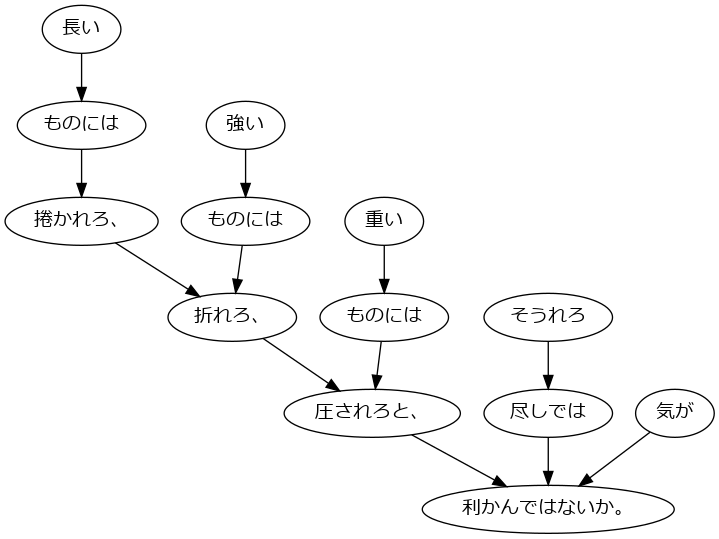 長い
ものには
強い
捲かれろ、
ものには
重い
折れろ、
ものには
そうれろ
圧されろと、
尽しでは
気が
利かんではないか。